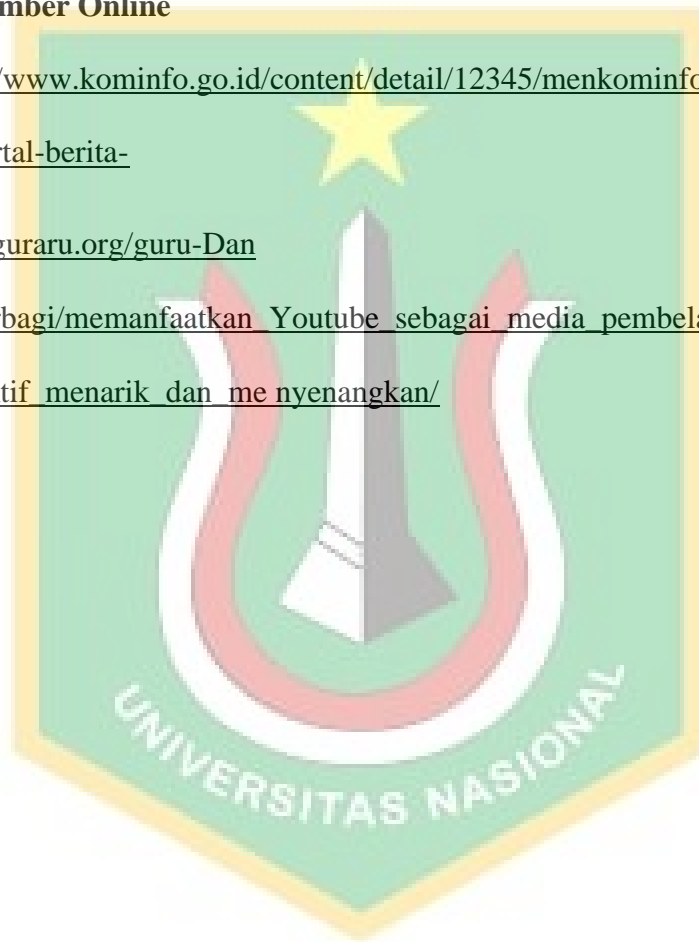 mber Online
/www.kominfo.go.id/content/detail/12345/menkominfo
rtal-berita-
guraru.org/guru-Dan
rbagi/memanfaatkan_Youtube_sebagai_media_pembela
tif_menarik_dan_me nyenangkan/
UNIVERSITAS NASIONAL